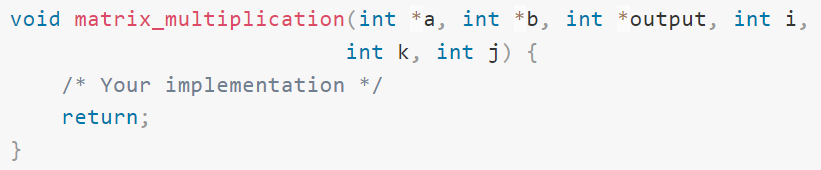 void matrix_multiplication(int *a, int *b, int *output, int i,
                           int k, int j) {
    /* Your implementation */
    return;
}